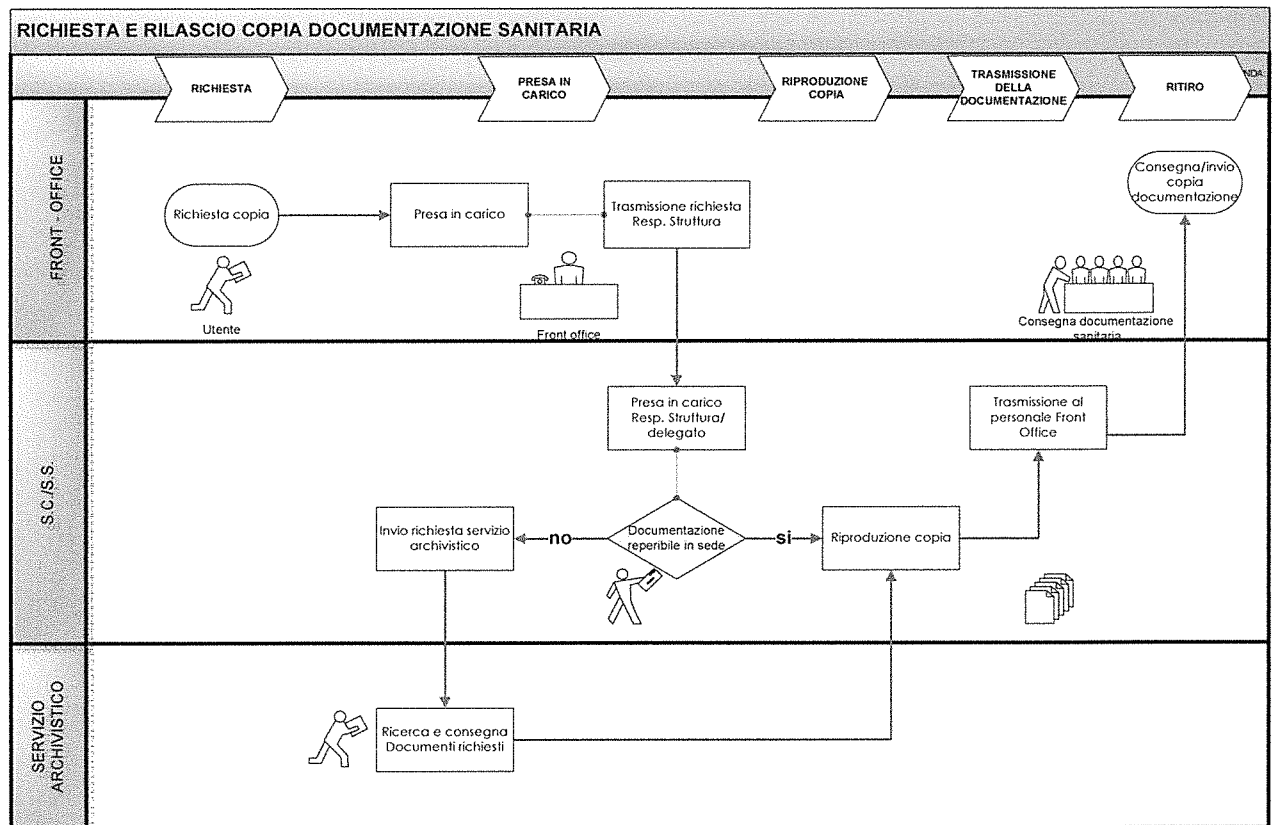 RICHIESTA E RILASCIO COPIA DOCUMENTAZIONE SANITARIA
RICHIESTA
PRESA IN
CARICO
RIPRODUZIONE
COPIA
TRASMISSIONE
DELLA
DOCUMENTAZIONE
RITIRO
FRONT - OFFICE
Richiesta copia
Presa in carico
Trasmissione richiesta
Resp. Struttura
Consegna/invio
copia
documentazione
Utente
Front office
Consegna documentazione
sanitaria
S.C./S.S.
Presa in carico
Resp. Struttura/
delegato
Trasmissione al
personale Front
Office
Invio richiesta servizio
archivistico
no
Documentazione
reperibile in sede
si
Riproduzione copia
SERVIZIO
ARCHIVISTICO
Ricerca e consegna
Documenti richiesti